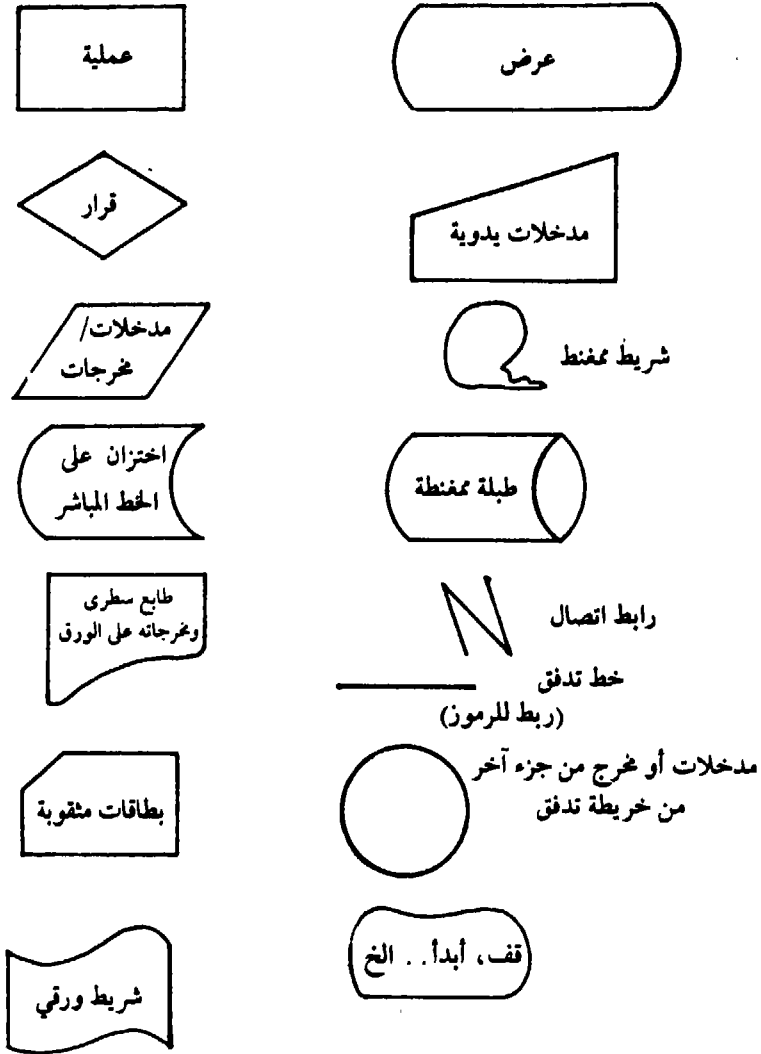 عرض
عملية
قرار
مدخلات يدوية
مدخلات/
مخرجات
شريط ممغنط
اختزان على
الخط المباشر
طبلة ممغنطة
طابع سطرى
ومخرجاته على الورق
رابط اتصال
خط تدفق
(ربط للرموز)
مدخلات أو مخرج من جزء آخر
من خريطة تدفق
بطاقات مثقوبة
قف، أبدأ.. الخ
شريط ورقي